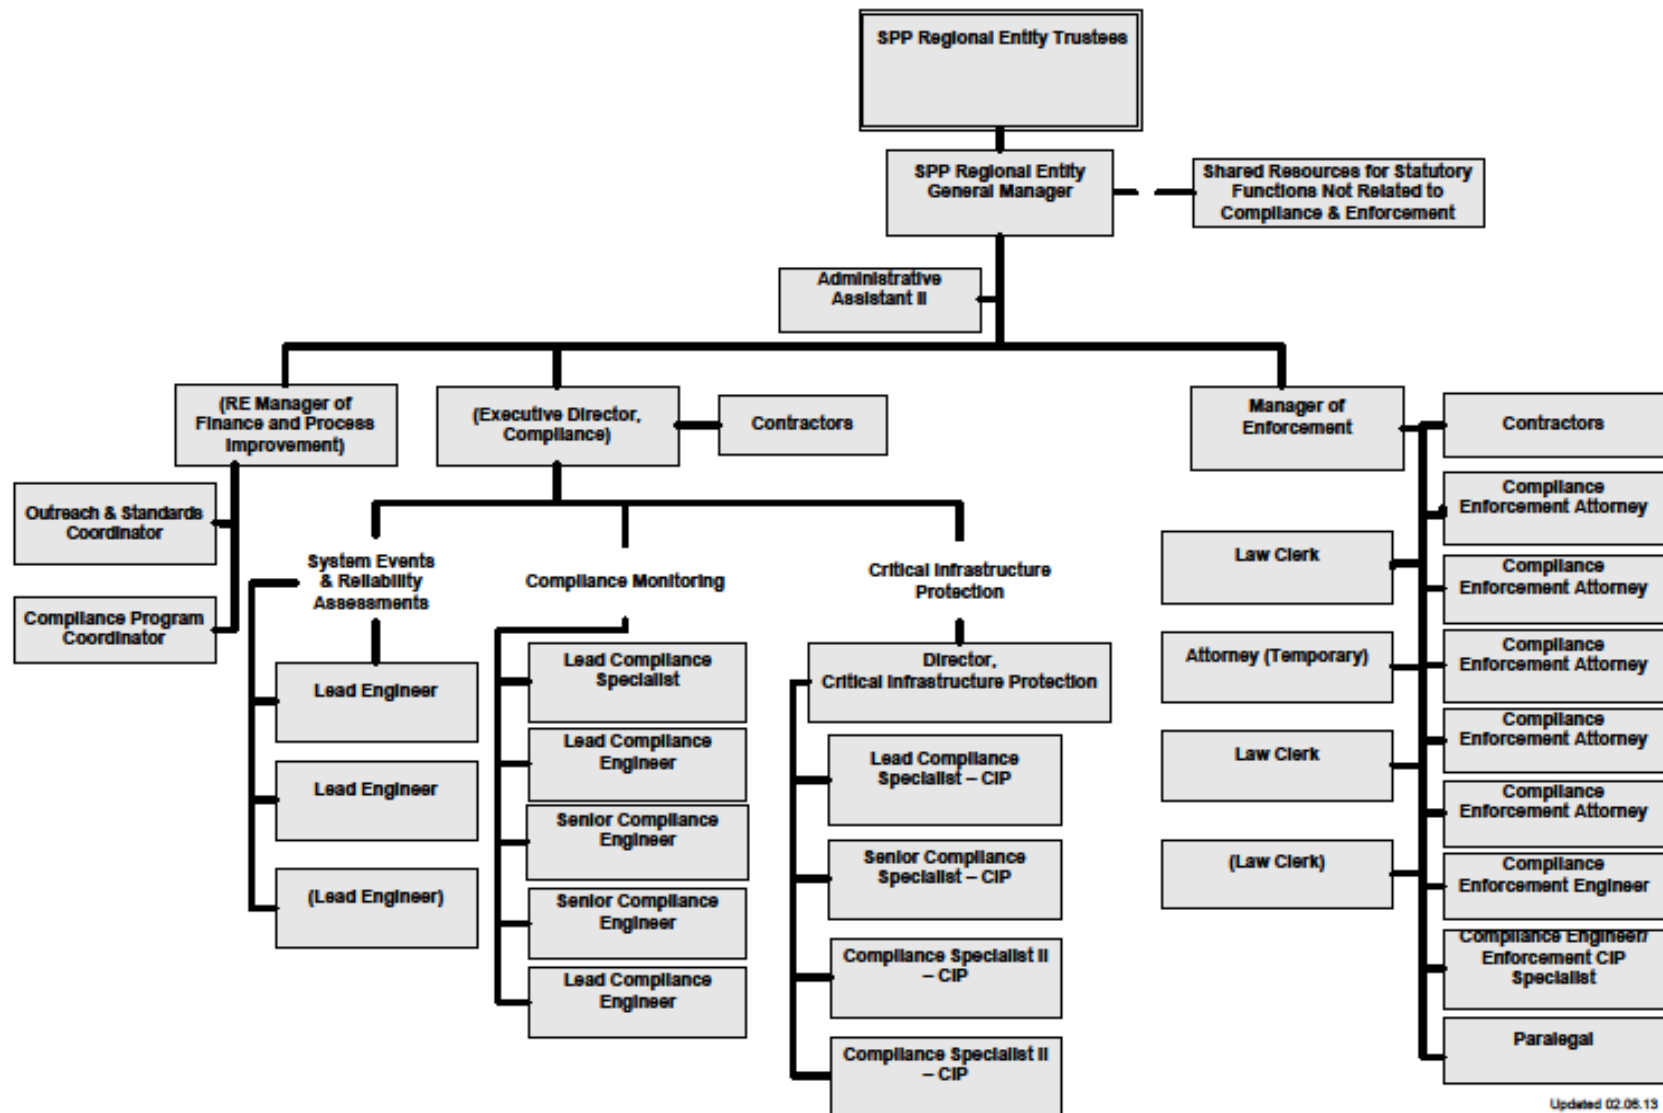 SPP Regional Entity Trustees
SPP Regional Entity
General Manager
Shared Resources for Statutory
Functions Not Related to
Compliance & Enforcement
Administrative
Assistant II
(RE Manager of
Finance and Process
Improvement)
(Executive Director,
Compliance)
Contractors
Manager of
Enforcement
Contractors
Outreach & Standards
Coordinator
Compliance Program
Coordinator
System Events
& Reliability
Assessments
Lead Engineer
Lead Engineer
(Lead Engineer)
Compliance Monitoring
Lead Compliance
Specialist
Lead Compliance
Engineer
Senior Compliance
Engineer
Senior Compliance
Engineer
Lead Compliance
Engineer
Critical Infrastructure
Protection
Director,
Critical Infrastructure Protection
Lead Compliance
Specialist – CIP
Senior Compliance
Specialist – CIP
Compliance Specialist II
– CIP
Compliance Specialist II
– CIP
Law Clerk
Attorney (Temporary)
Law Clerk
(Law Clerk)
Compliance
Enforcement Attorney
Compliance
Enforcement Attorney
Compliance
Enforcement Attorney
Compliance
Enforcement Attorney
Compliance
Enforcement Attorney
Compliance
Enforcement Engineer
Compliance Engineer/
Enforcement CIP
Specialist
Paralegal
Updated 02.08.13